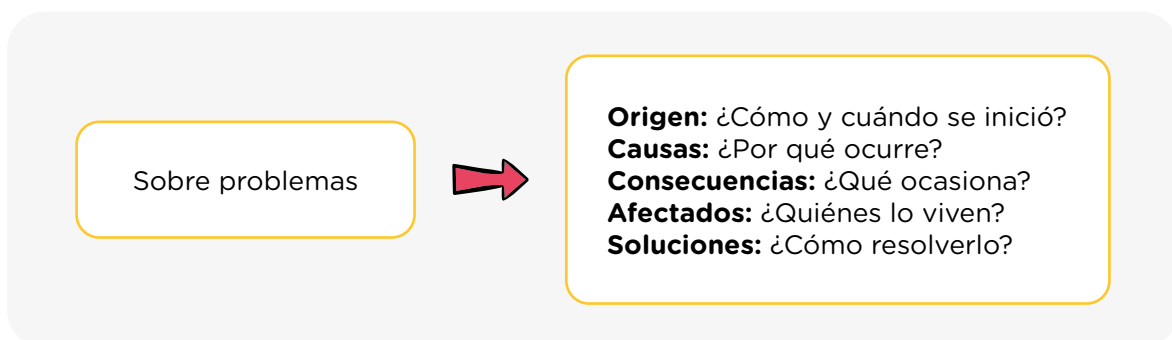 Sobre problemas
Origen: ¿Cómo y cuándo se inició?
Causas: ¿Por qué ocurre?
Consecuencias: ¿Qué ocasiona?
Afectados: ¿Quiénes lo viven?
Soluciones: ¿Cómo resolverlo?